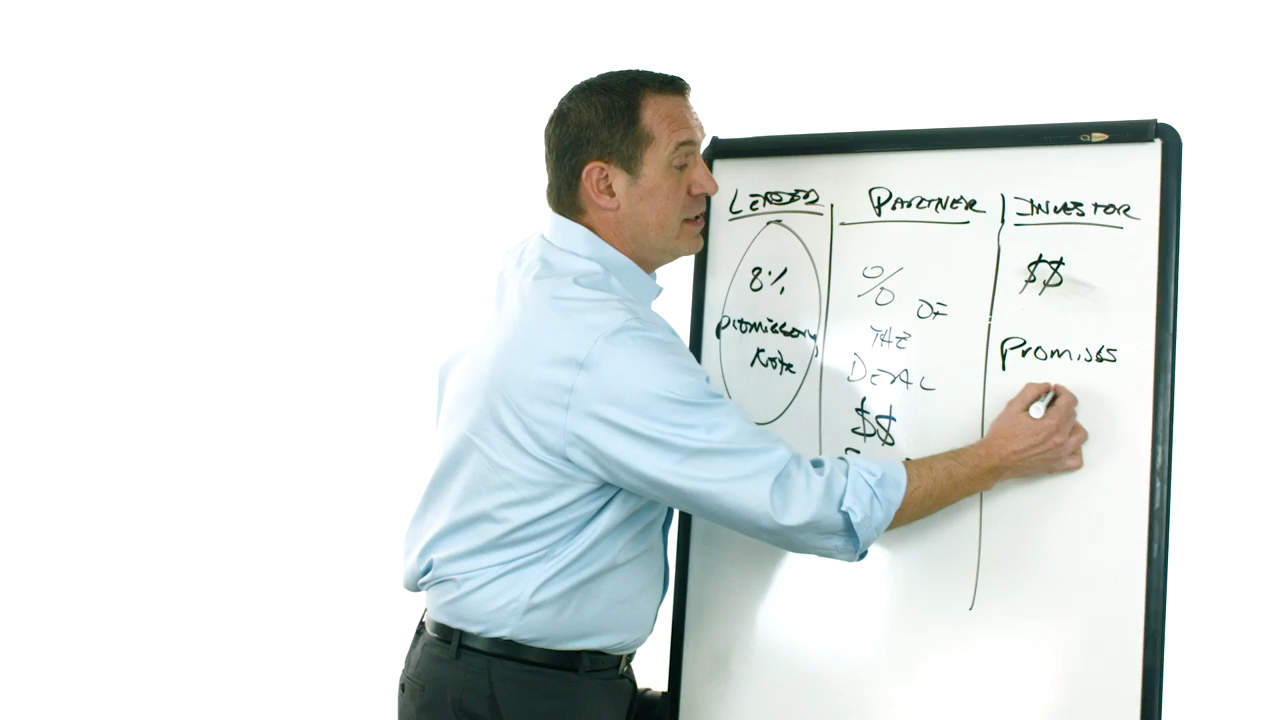 LENDER
8%
Promissory
Note
PARTNER
% OF
THE
DEAL
$$
INVESTOR
$$
Promises